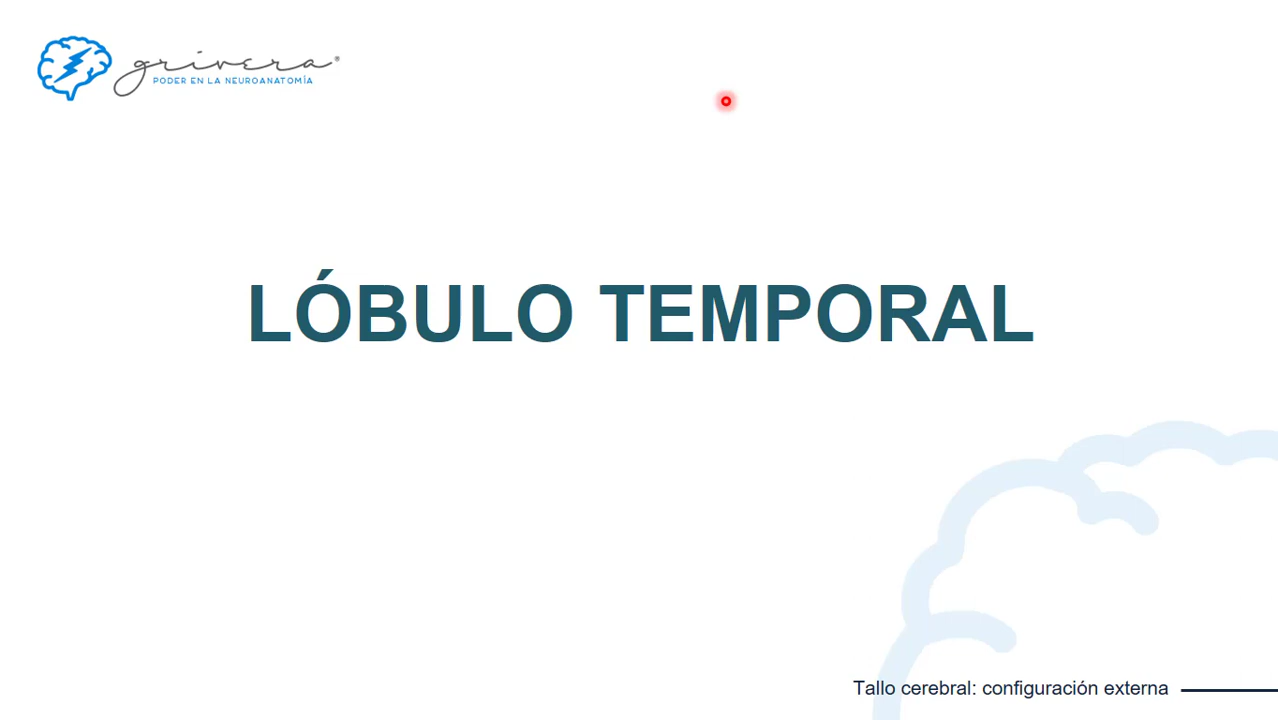 grivera®
PODER EN LA NEUROANATOMÍA
LÓBULO TEMPORAL
Tallo cerebral: configuración externa